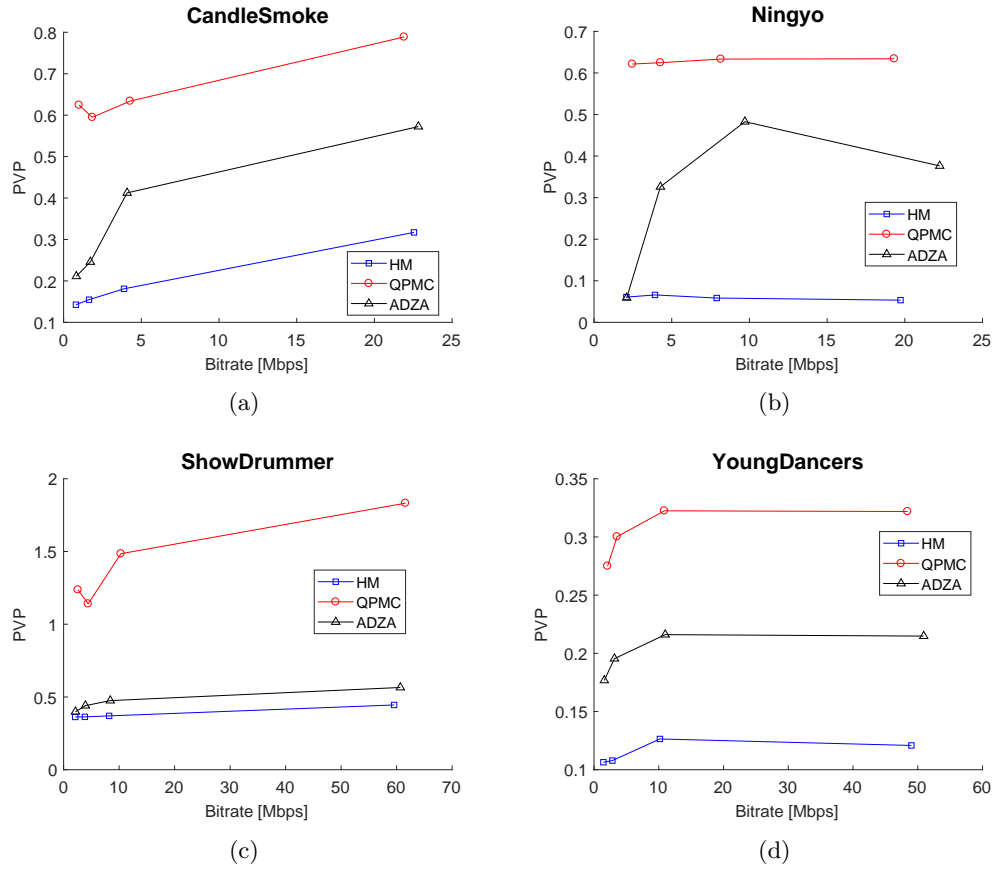 CandleSmoke
0.8
0.7
0.6
0.5
0.4
0.3
0.2
0.1
PVP
HM
QPMC
ADZA
0 5 10 15 20 25
Bitrate [Mbps]
(a)
Ningyo
0.7
0.6
0.5
0.4
0.3
0.2
0.1
0
PVP
HM
QPMC
ADZA
0 5 10 15 20 25
Bitrate [Mbps]
(b)
ShowDrummer
2
1.5
1
0.5
0
PVP
HM
QPMC
ADZA
0 10 20 30 40 50 60 70
Bitrate [Mbps]
(c)
YoungDancers
0.35
0.3
0.25
0.2
0.15
0.1
PVP
HM
QPMC
ADZA
0 10 20 30 40 50 60
Bitrate [Mbps]
(d)